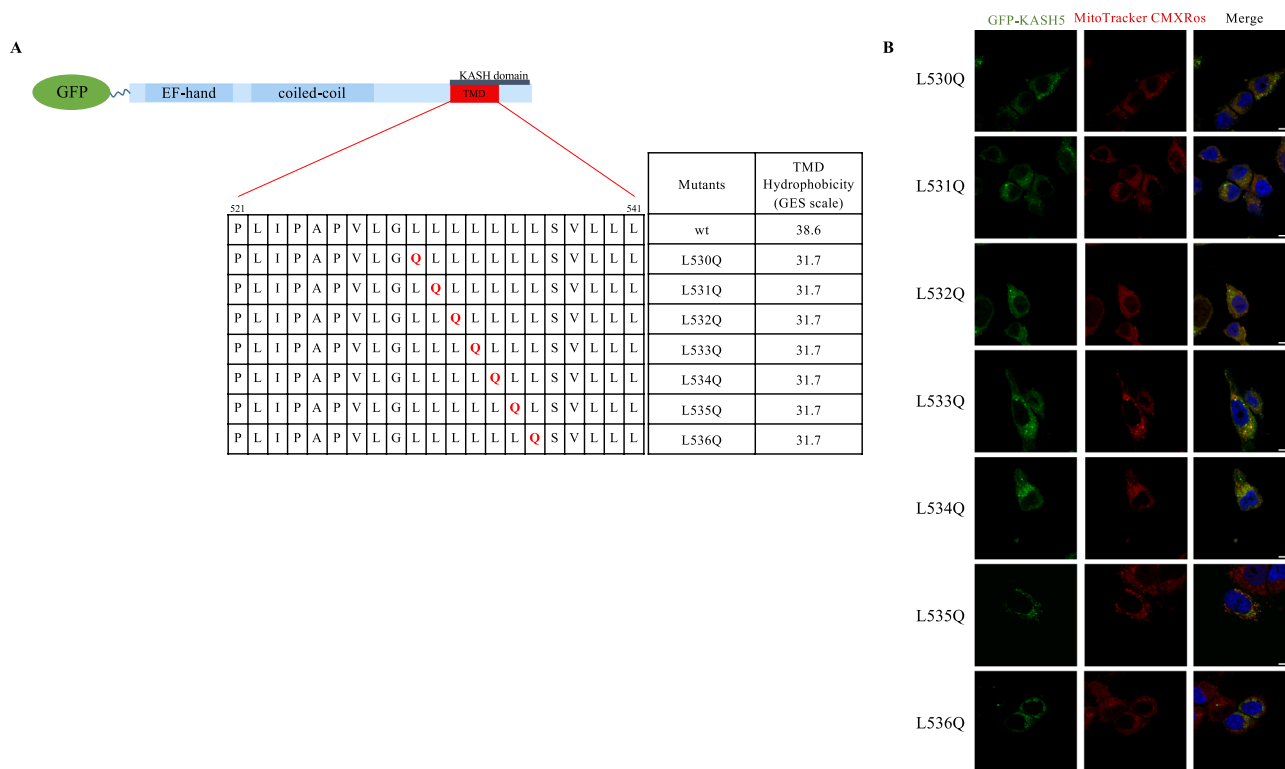 A
GFP
EF-hand
coiled-coil
KASH domain
TMD
521
541
Mutants
TMD
Hydrophobicity
(GES scale)
P L I P A P V L G L L L L L L L S V L L L
wt 38.6
P L I P A P V L G Q L L L L L L S V L L L
L530Q 31.7
P L I P A P V L G L Q L L L L L S V L L L
L531Q 31.7
P L I P A P V L G L L Q L L L L S V L L L
L532Q 31.7
P L I P A P V L G L L L Q L L L S V L L L
L533Q 31.7
P L I P A P V L G L L L L Q L L S V L L L
L534Q 31.7
P L I P A P V L G L L L L L Q L S V L L L
L535Q 31.7
P L I P A P V L G L L L L L L Q S V L L L
L536Q 31.7
B
GFP-KASH5 MitoTracker CMXRos Merge
L530Q
L531Q
L532Q
L533Q
L534Q
L535Q
L536Q